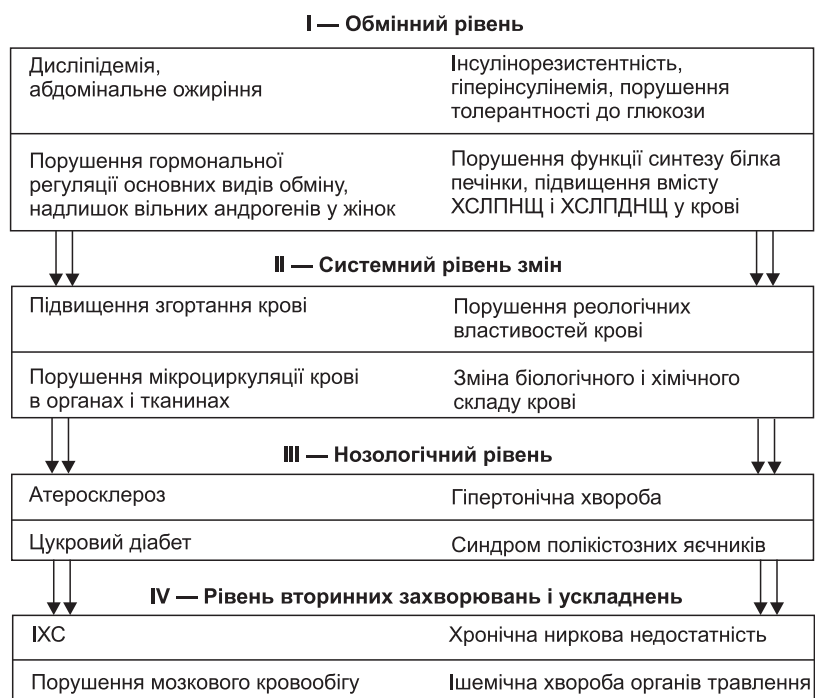 I — Обмінний рівень
Дисліпідемія,
абдомінальне ожиріння
Інсулінорезистентність,
гіперінсулінемія, порушення
толерантності до глюкози
Порушення гормональної
регуляції основних видів обміну,
надлишок вільних андрогенів у жінок
Порушення функції синтезу білка
печінки, підвищення вмісту
ХСЛПНЩ і ХСЛПДНЩ у крові
II — Системний рівень змін
Підвищення згортання крові
Порушення реологічних
властивостей крові
Порушення мікроциркуляції крові
в органах і тканинах
Зміна біологічного і хімічного
складу крові
III — Нозологічний рівень
Атеросклероз
Гіпертонічна хвороба
Цукровий діабет
Синдром полікістозних яєчників
IV — Рівень вторинних захворювань і ускладнень
ІХС
Хронічна ниркова недостатність
Порушення мозкового кровообігу
Ішемічна хвороба органів травлення